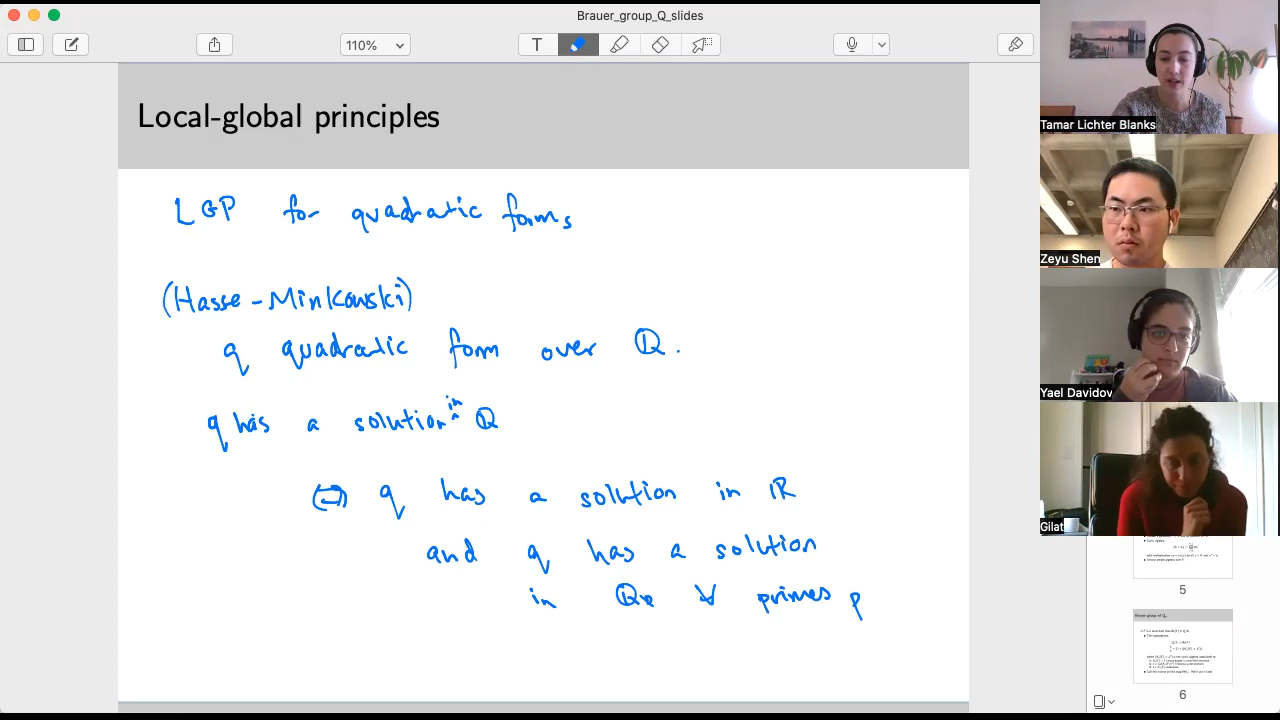 Brauer_group_Q_slides
110%
T
Local-global principles
LGP for quadratic forms
(Hasse-Minkowski)
q quadratic form over ℚ.
q has a solution in ℚ
⇔ q has a solution in ℝ
and q has a solution
in ℚp ∀ primes p
Tamar Lichter Blanks
Zeyu Shen
Yael Davidov
Gilat
5
6